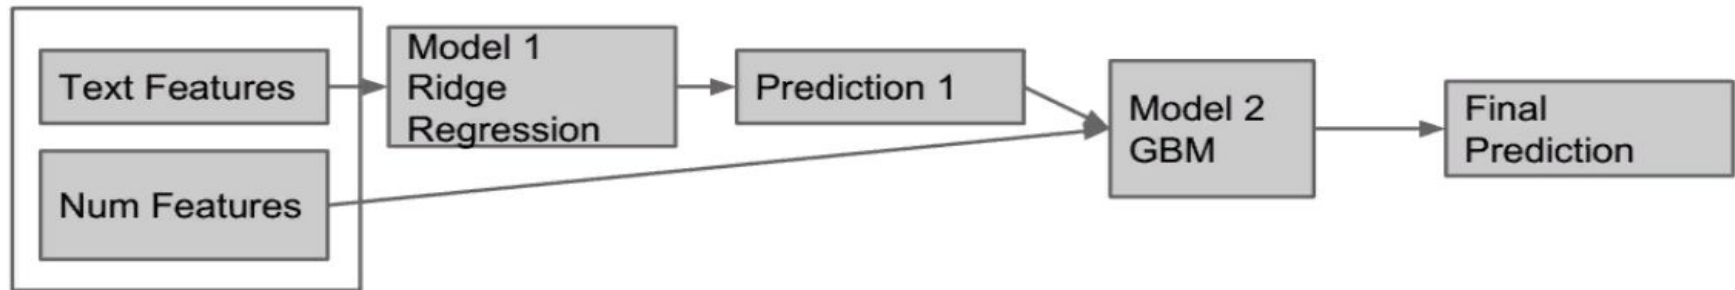 Text Features
Model 1
Ridge
Regression
Prediction 1
Model 2
GBM
Final
Prediction
Num Features